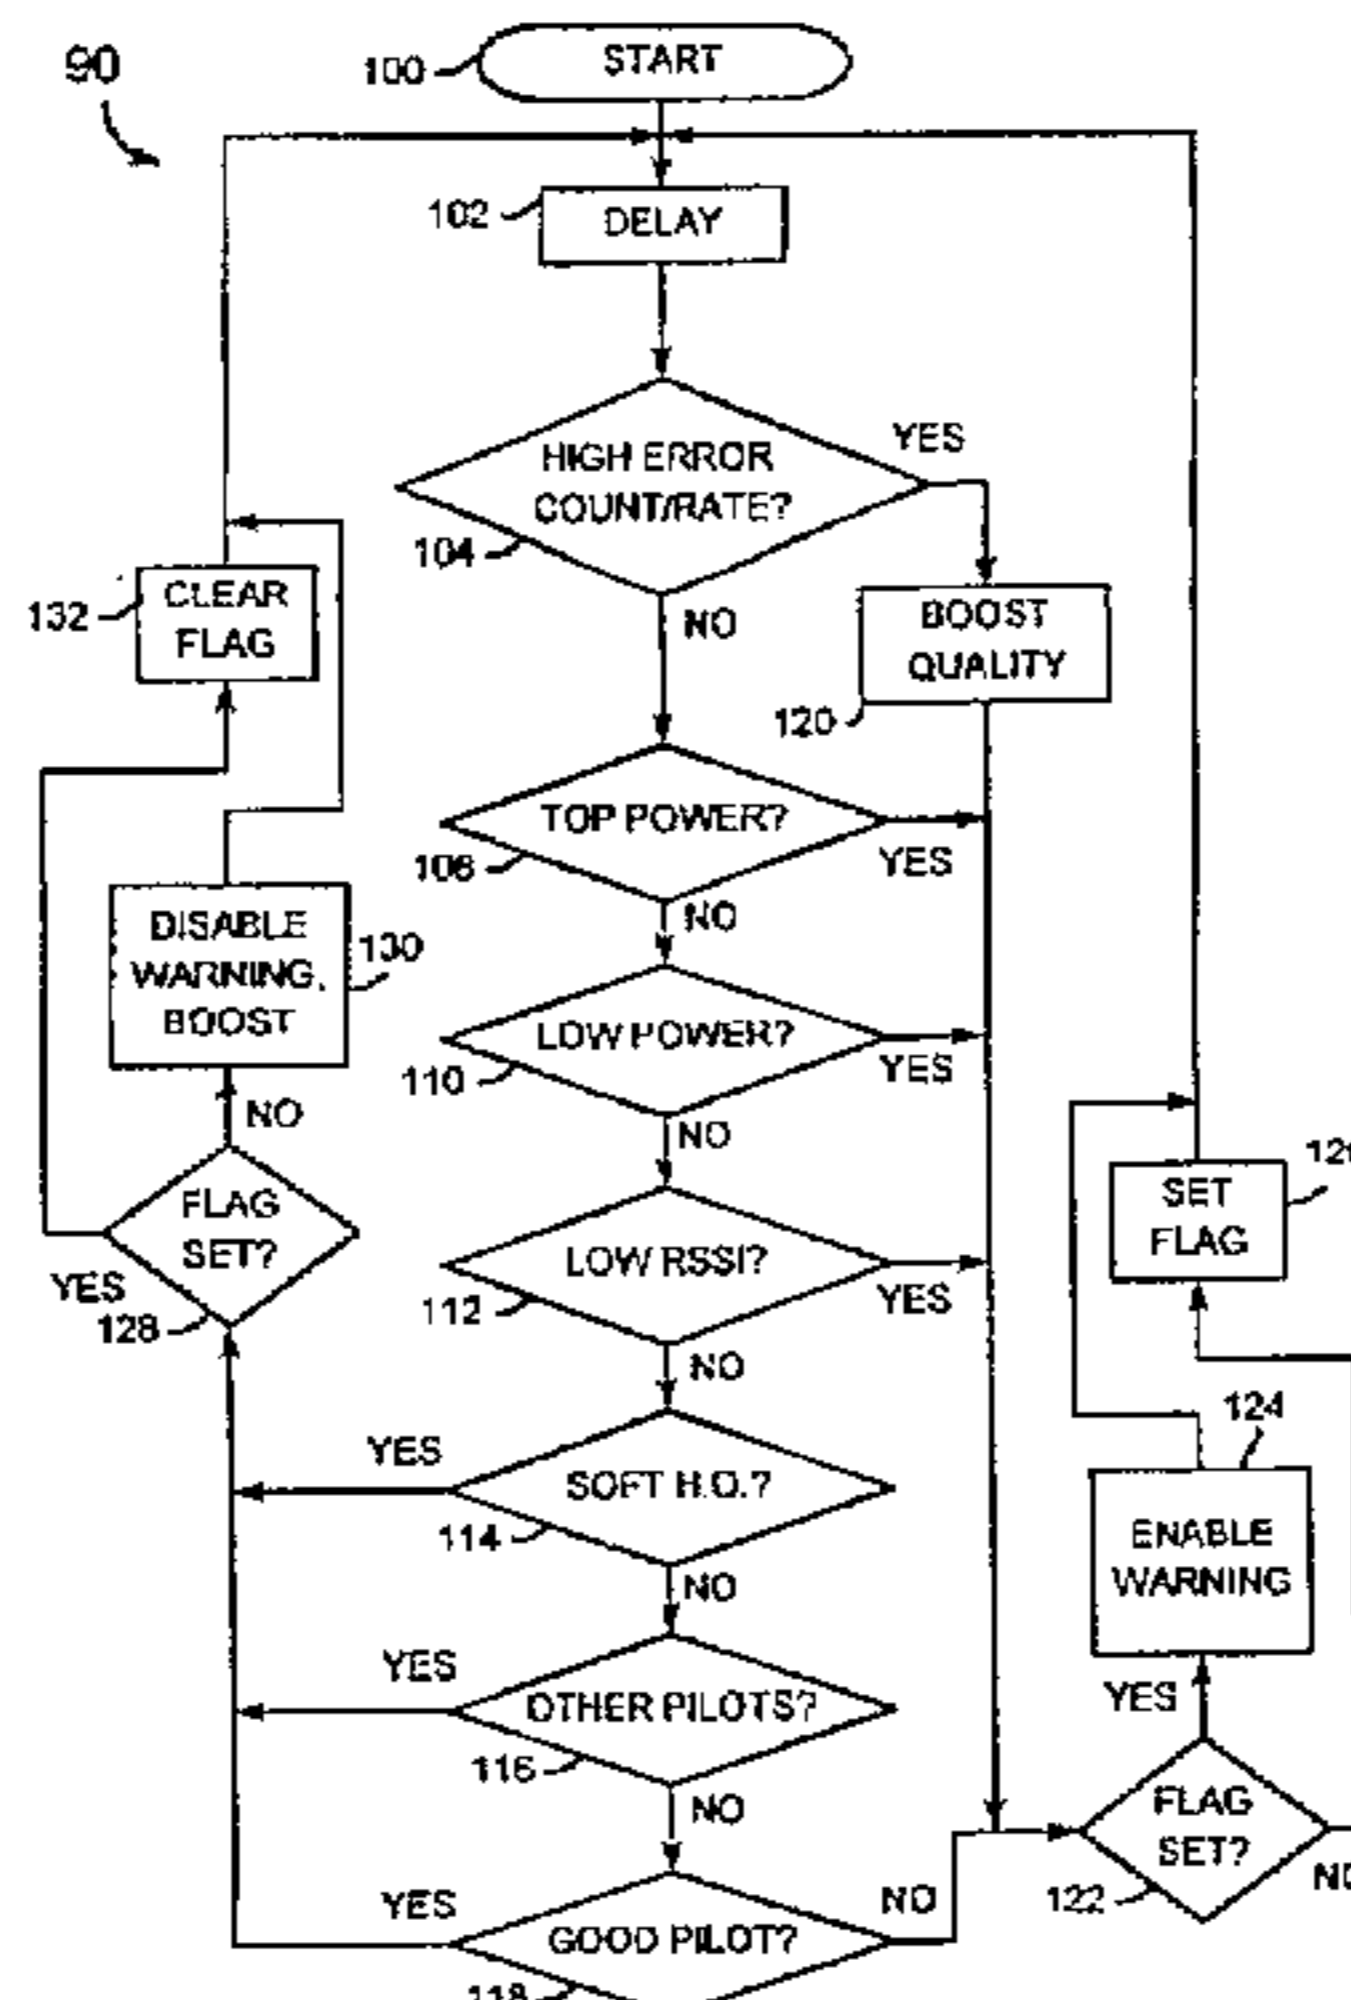 90
100
START
102
DELAY
HIGH ERROR
COUNT/RATE?
YES
104
NO
132
CLEAR
FLAG
BOOST
QUALITY
120
TOP POWER?
YES
NO
DISABLE
WARNING,
BOOST
130
LOW POWER?
110
YES
NO
NO
FLAG
SET?
YES
128
LOW RSSI?
112
YES
NO
SET
FLAG
124
YES
SOFT H.O.?
114
NO
ENABLE
WARNING
YES
OTHER PILOTS?
116
NO
YES
FLAG
SET?
122
YES
GOOD PILOT?
NO
118